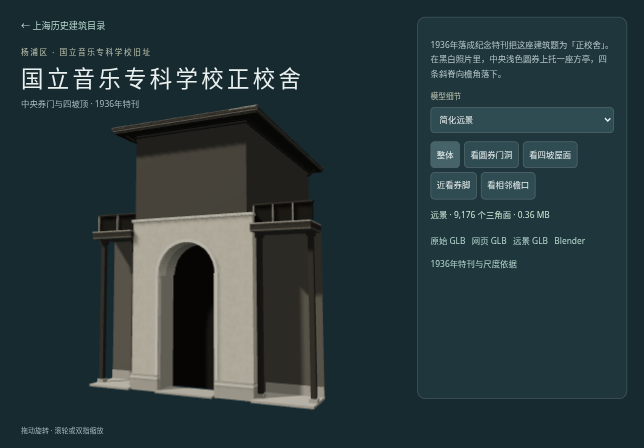 ← 上海历史建筑目录
杨浦区 · 国立音乐专科学校旧址
国立音乐专科学校正校舍
中央券门与四坡顶 · 1936年特刊
1936年落成纪念特刊把这座建筑题为「正校舍」。
在黑白照片里，中央浅色圆券上托一座方亭，四
条斜脊向檐角落下。
模型细节
简化远景
整体
看圆券门洞
看四坡屋面
近看券脚
看相邻檐口
远景 · 9,176 个三角面 · 0.36 MB
原始 GLB 网页 GLB 远景 GLB Blender
1936年特刊与尺度依据
拖动旋转 · 滚轮或双指缩放